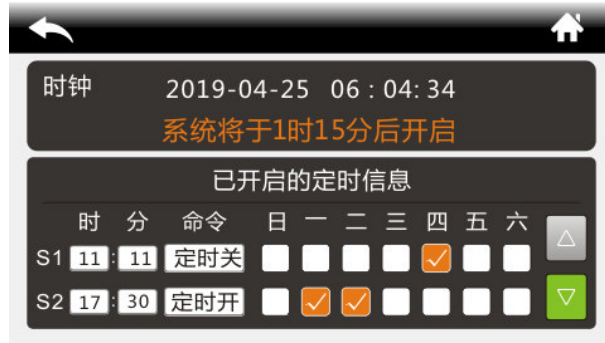 时钟 2019-04-25 06 : 04: 34
系统将于1时15分后开启
已开启的定时信息
时 分 命令 日 一 二 三 四 五 六
S1 11 : 11 定时关
S2 17 : 30 定时开